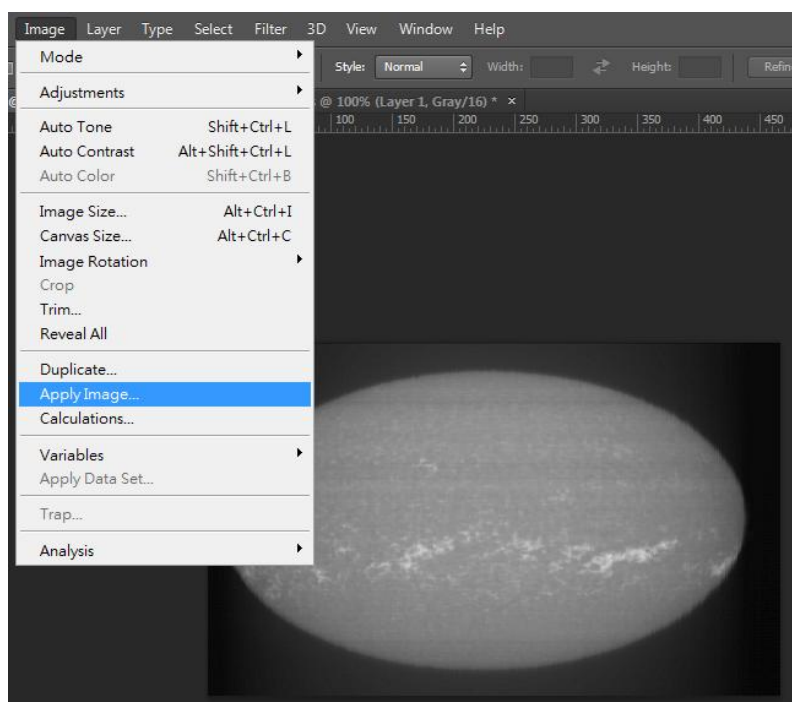 Image Layer Type Select Filter 3D View Window Help
Style: Normal Width: Height: Refin
@ 100% (Layer 1, Gray/16) * ×
100 150 200 250 300 350 400 450
Mode
Adjustments
Auto Tone Shift+Ctrl+L
Auto Contrast Alt+Shift+Ctrl+L
Auto Color Shift+Ctrl+B
Image Size... Alt+Ctrl+I
Canvas Size... Alt+Ctrl+C
Image Rotation
Crop
Trim...
Reveal All
Duplicate...
Apply Image...
Calculations...
Variables
Apply Data Set...
Trap...
Analysis